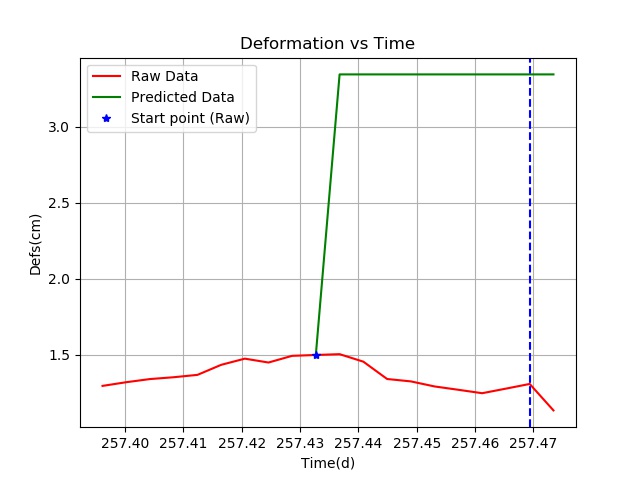 Deformation vs Time
Raw Data
Predicted Data
Start point (Raw)
Defs(cm)
3.0
2.5
2.0
1.5
257.40 257.41 257.42 257.43 257.44 257.45 257.46 257.47
Time(d)